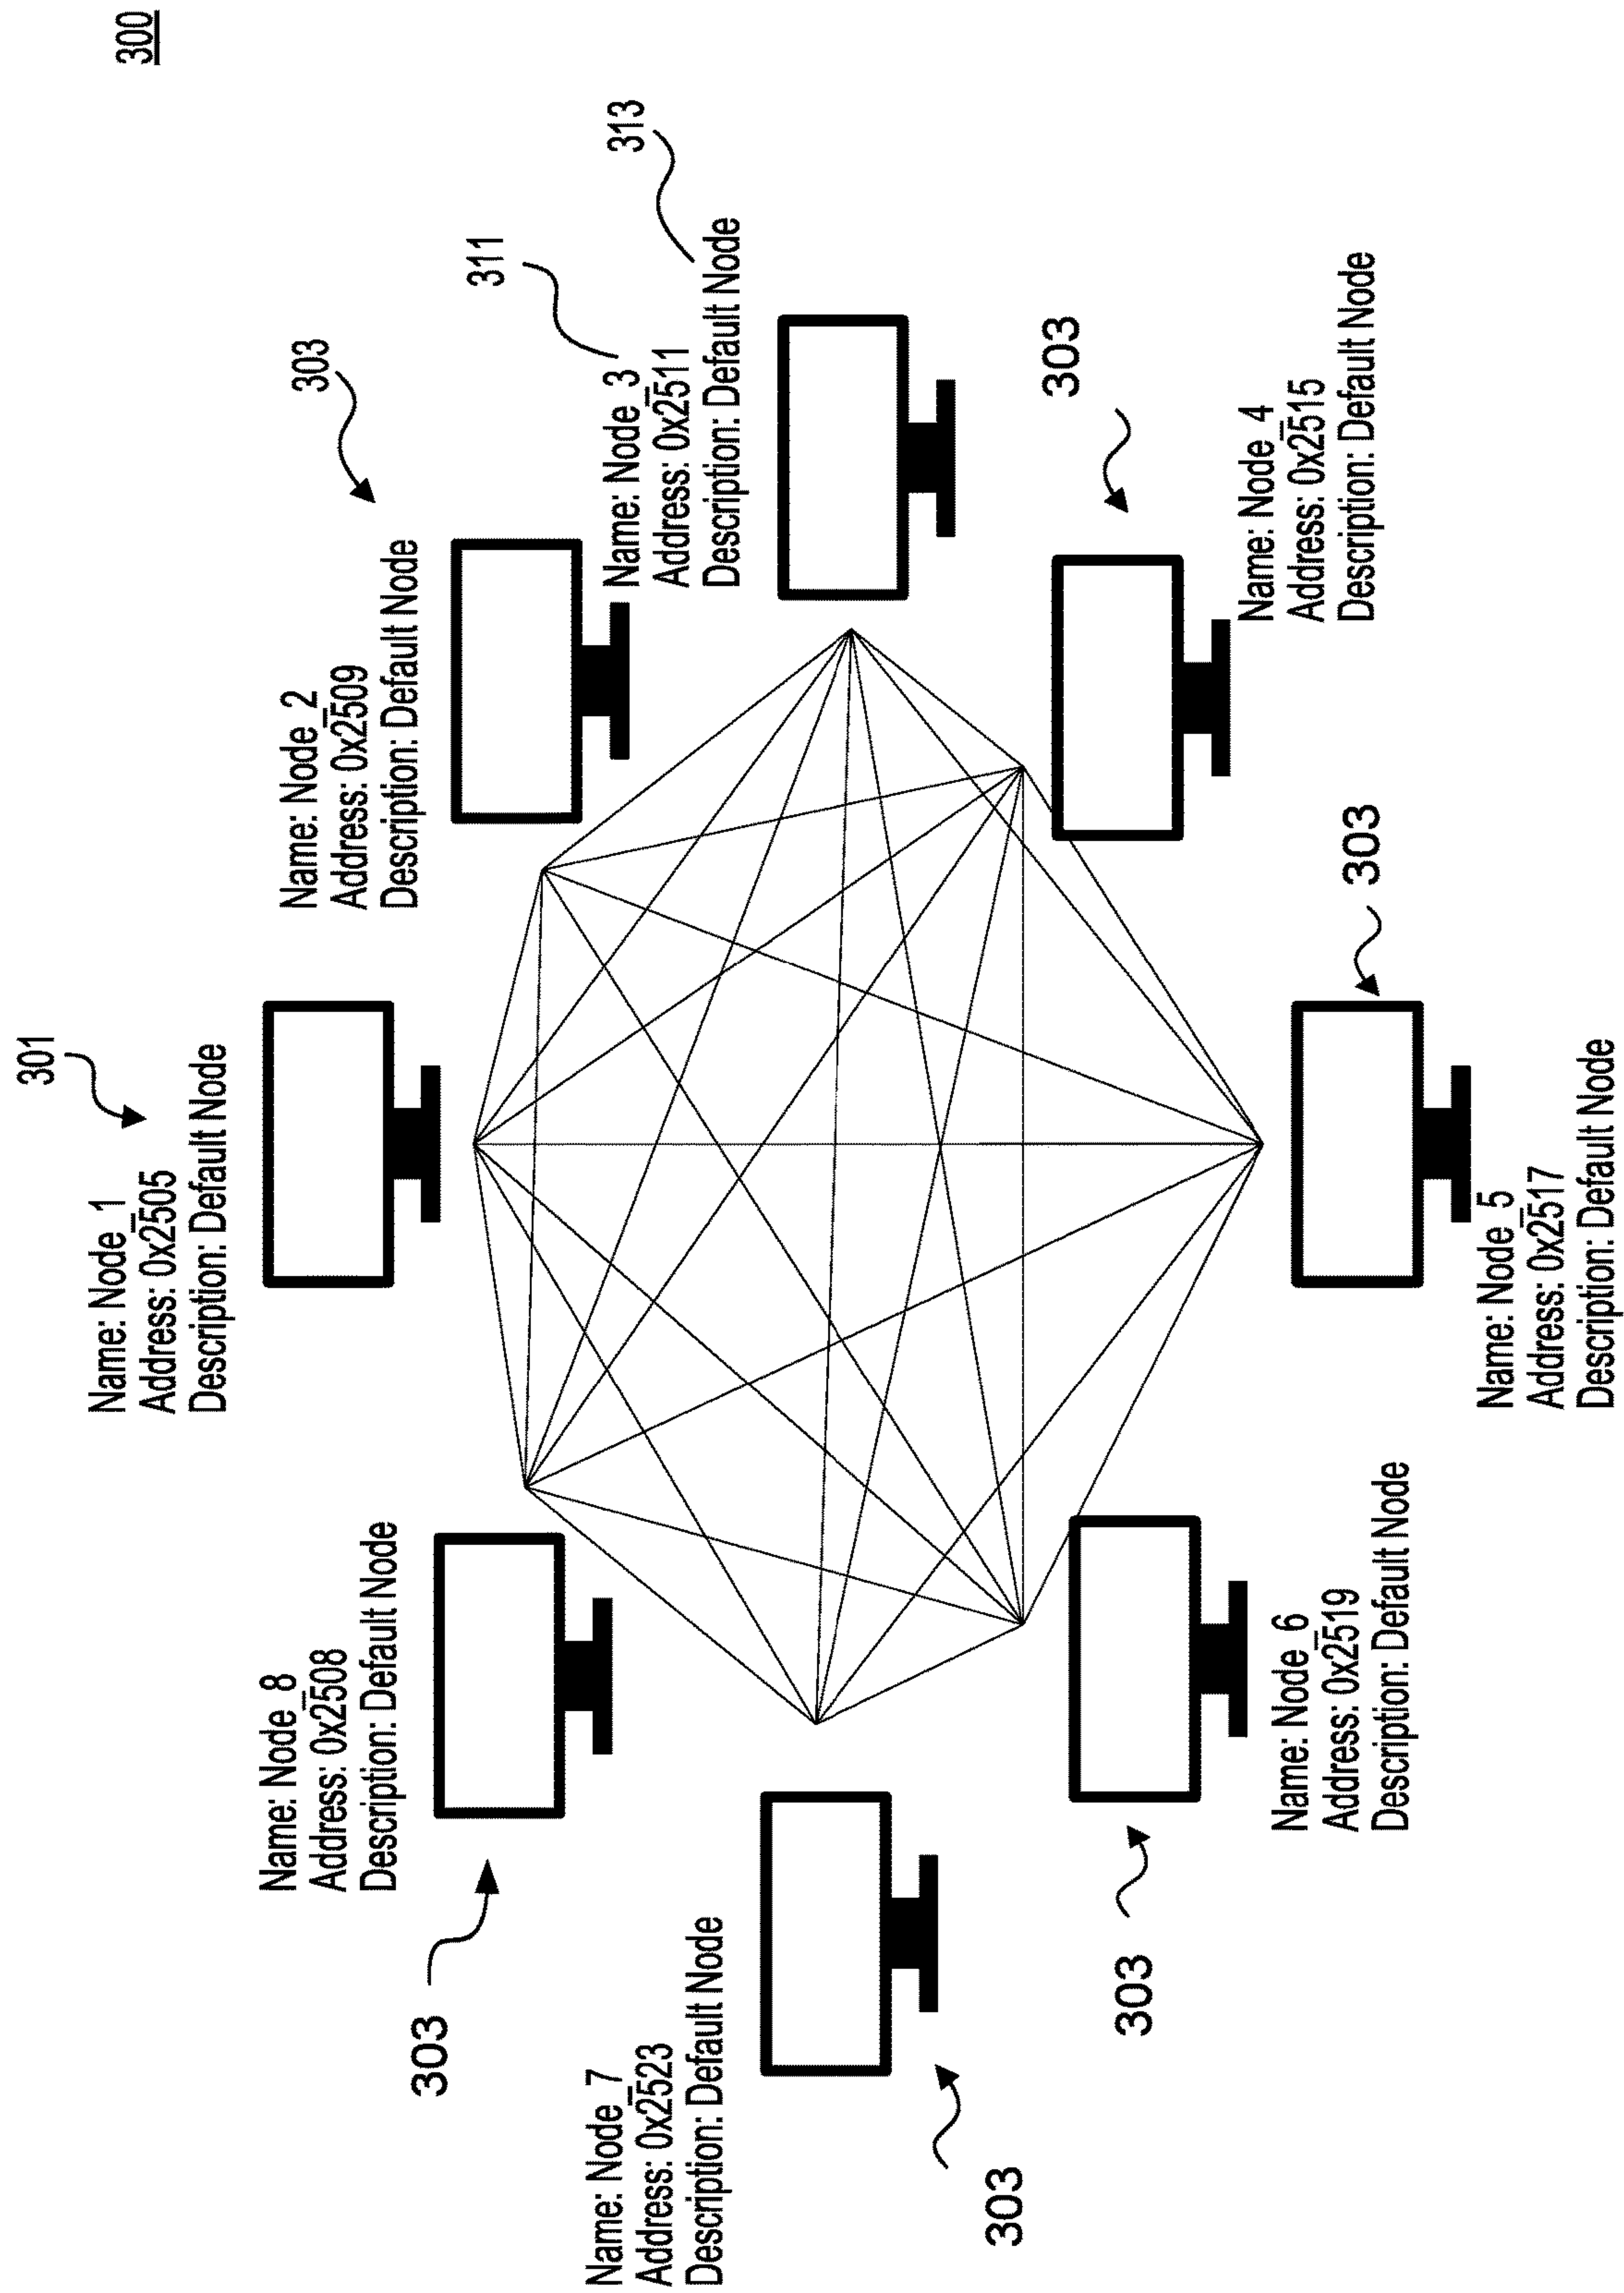 300
301
Name: Node_1
Address: 0x2505
Description: Default Node
303
Name: Node_2
Address: 0x2509
Description: Default Node
311
313
Name: Node_3
Address: 0x2511
Description: Default Node
303
Name: Node_4
Address: 0x2515
Description: Default Node
303
Name: Node_5
Address: 0x2517
Description: Default Node
303
Name: Node_6
Address: 0x2519
Description: Default Node
303
Name: Node_7
Address: 0x2523
Description: Default Node
303
Name: Node_8
Address: 0x2508
Description: Default Node